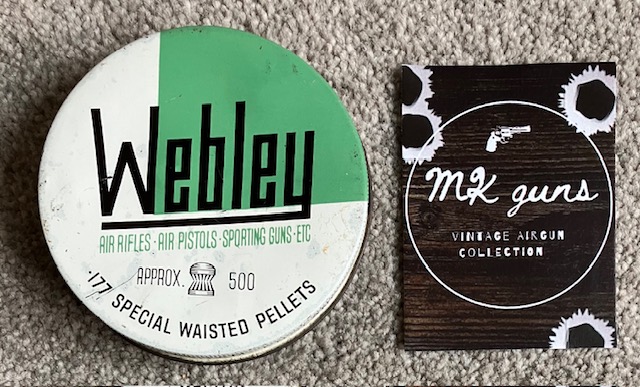 Webley
AIR RIFLES · AIR PISTOLS · SPORTING GUNS · ETC
APPROX. 500
·177 SPECIAL WAISTED PELLETS
MK guns
VINTAGE AIRGUN
COLLECTION